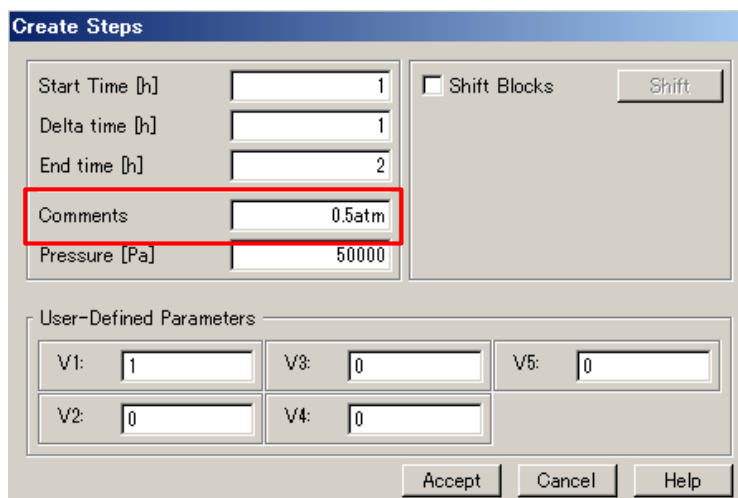 Create Steps
Start Time [h] 1
Shift Blocks Shift
Delta time [h] 1
End time [h] 2
Comments 0.5atm
Pressure [Pa] 50000
User-Defined Parameters
V1: 1 V3: 0 V5: 0
V2: 0 V4: 0
Accept Cancel Help